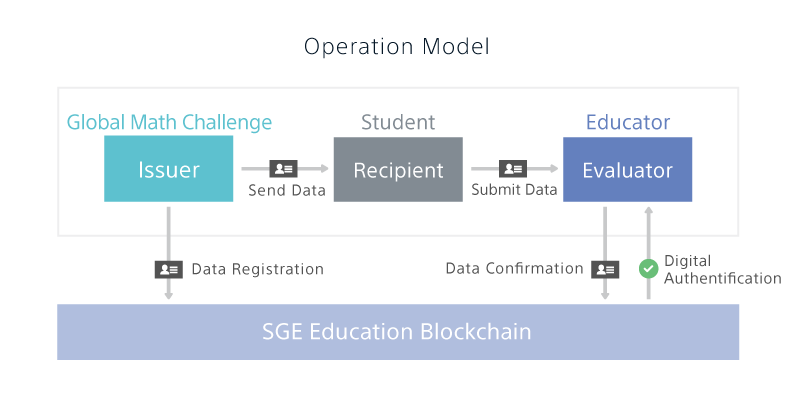 Operation Model
Global Math Challenge
Student
Educator
Issuer
Recipient
Evaluator
Send Data
Submit Data
Data Registration
Data Confirmation
Digital
Authentification
SGE Education Blockchain